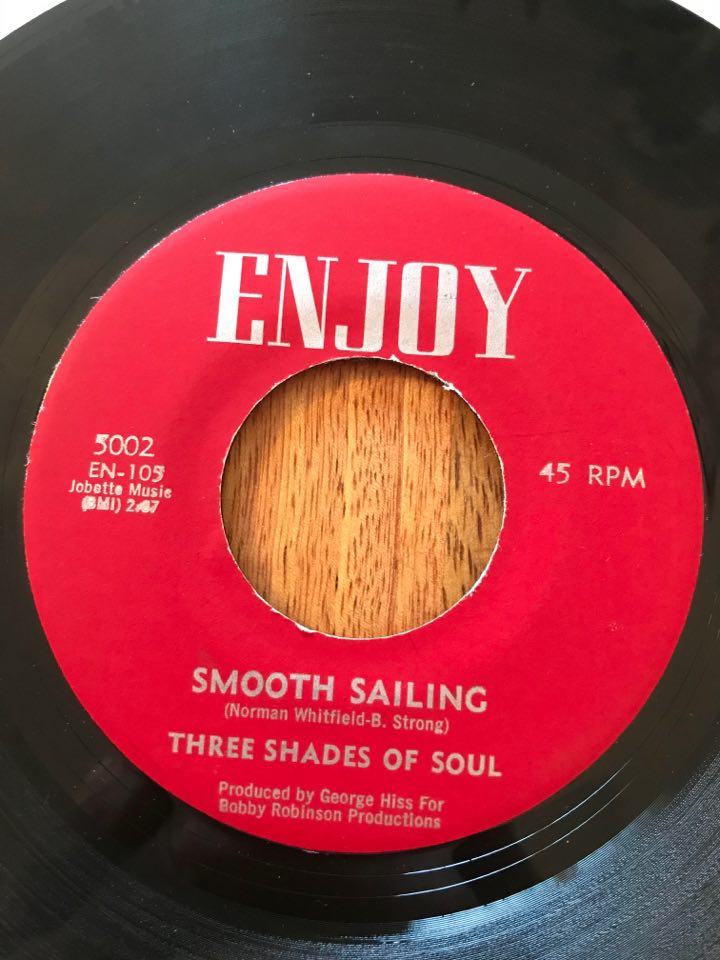 ENJOY
5002
EN-105
Jobette Music
(BMI) 2:47
45 RPM
SMOOTH SAILING
(Norman Whitfield-B. Strong)
THREE SHADES OF SOUL
Produced by George Hiss For
Bobby Robinson Productions